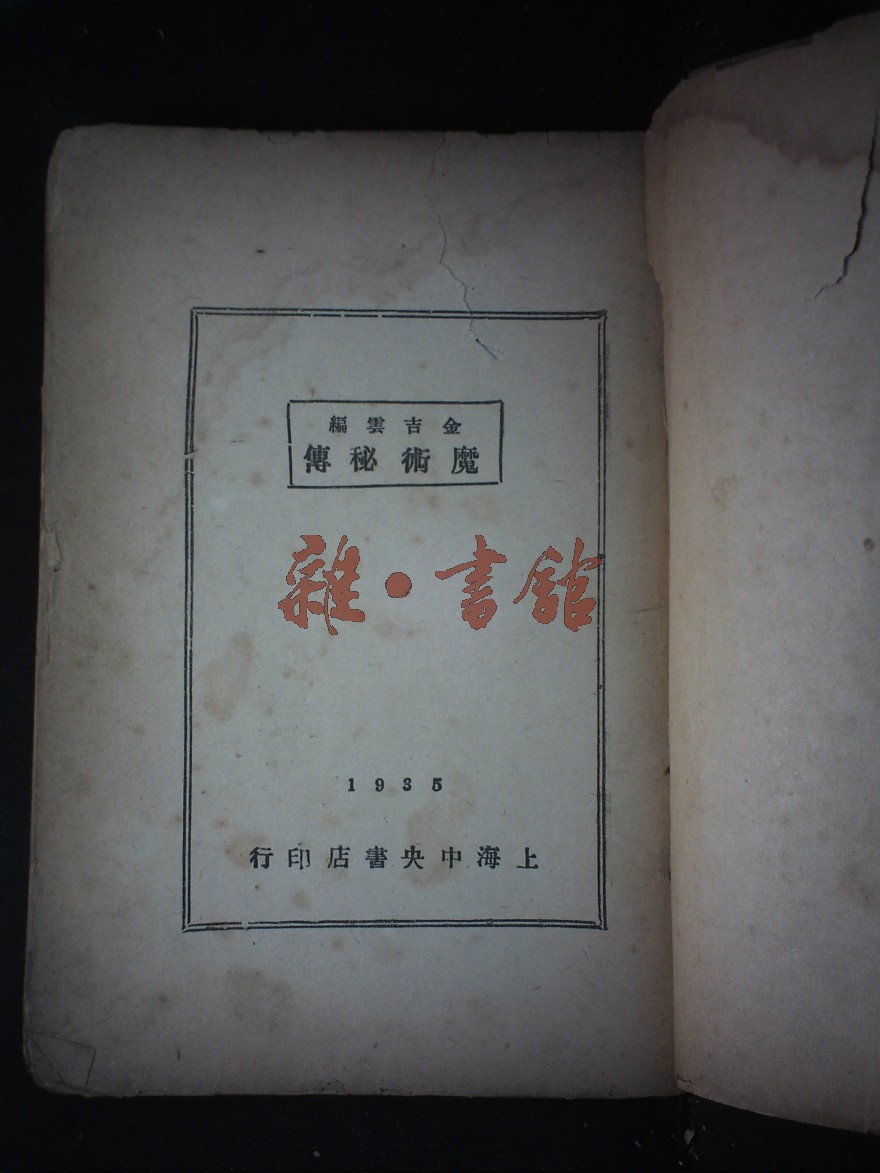 金吉雲編
魔術秘傳
雜·書館
1935
上海中央書店印行